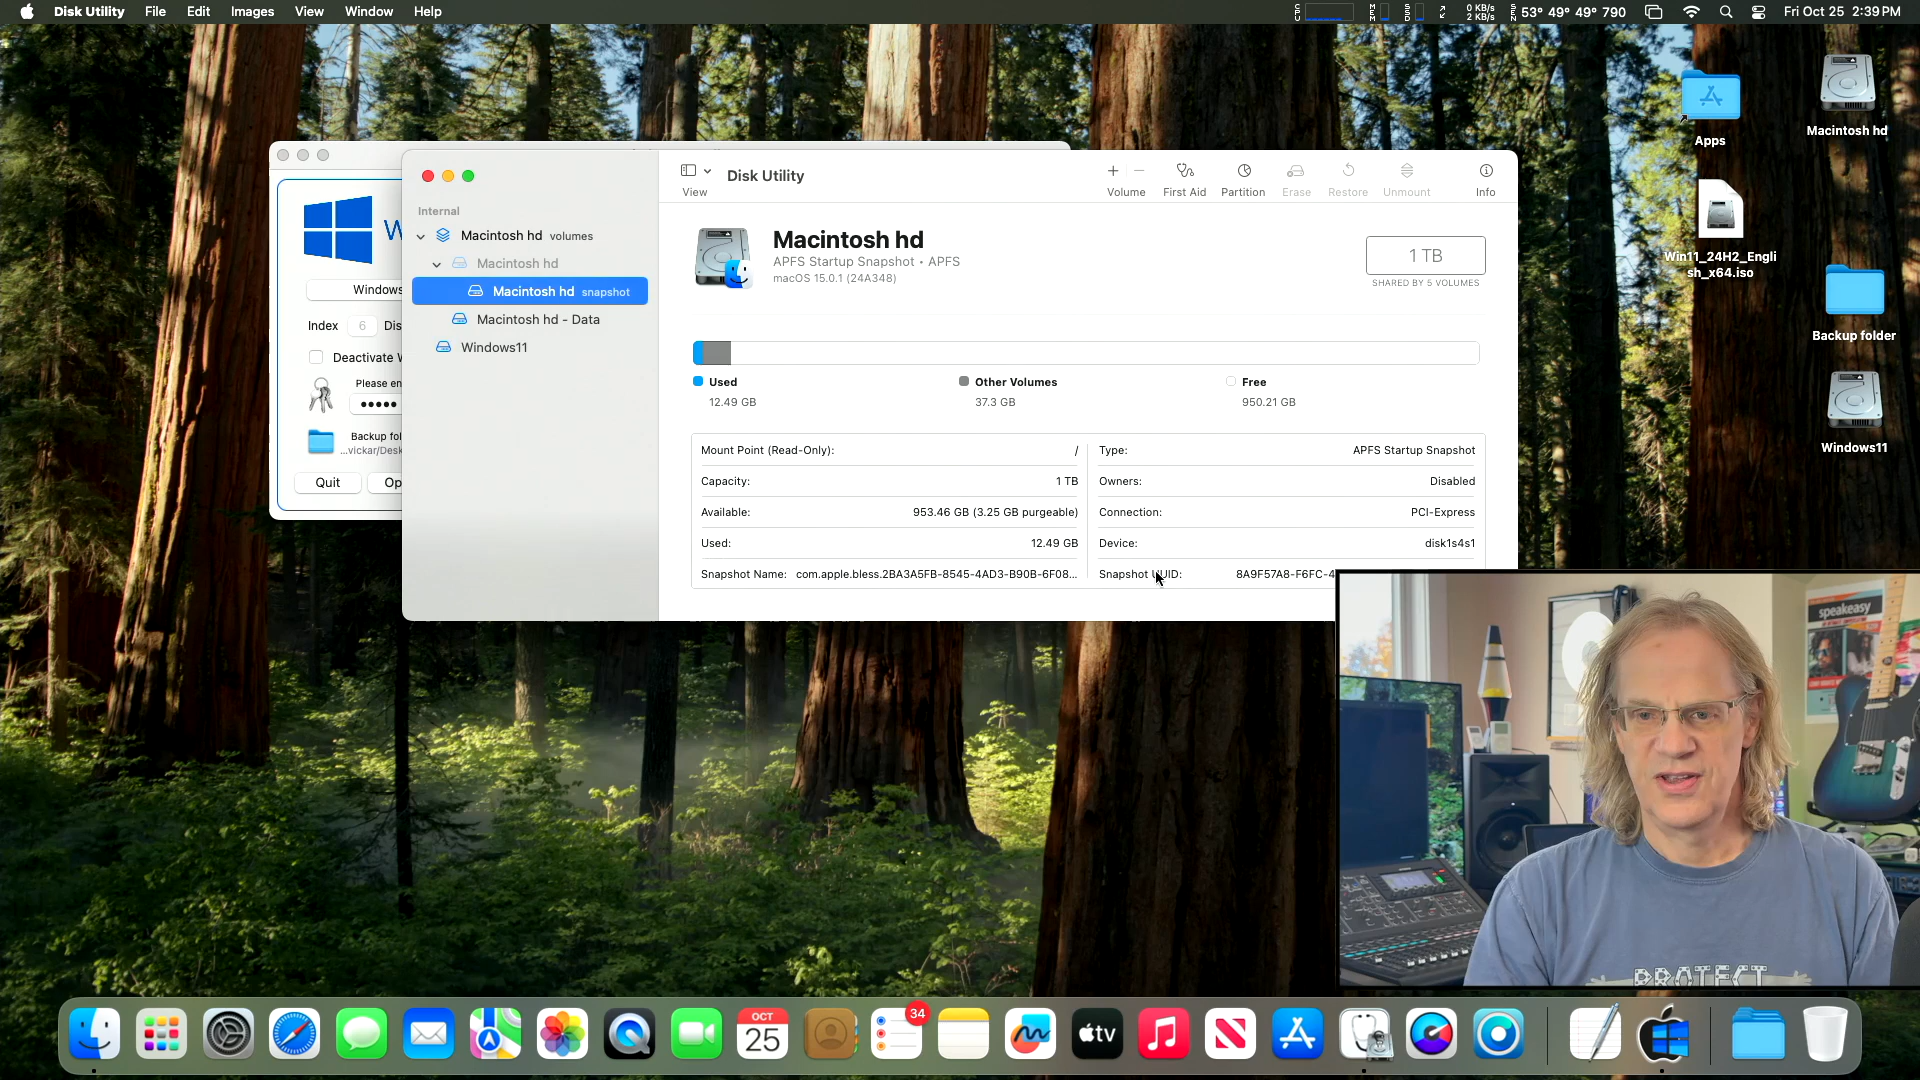 Disk Utility File Edit Images View Window Help
0 KB/s
2 KB/s
53° 49° 49° 790
Fri Oct 25 2:39 PM
Apps
Macintosh hd
Win11_24H2_Engli
sh_x64.iso
Backup folder
Windows11
W
Windows
Index 6 Dis
Deactivate W
Please en
Backup fol
...vickar/Desk
Quit
Op
Internal
Macintosh hd volumes
Macintosh hd
Macintosh hd snapshot
Macintosh hd - Data
Windows11
View
Disk Utility
Volume First Aid Partition Erase Restore Unmount Info
Macintosh hd
APFS Startup Snapshot • APFS
macOS 15.0.1 (24A348)
1 TB
SHARED BY 5 VOLUMES
Used
12.49 GB
Other Volumes
37.3 GB
Free
950.21 GB
Mount Point (Read-Only): /
Capacity: 1 TB
Available: 953.46 GB (3.25 GB purgeable)
Used: 12.49 GB
Snapshot Name: com.apple.bless.2BA3A5FB-8545-4AD3-B90B-6F08...
Type: APFS Startup Snapshot
Owners: Disabled
Connection: PCI-Express
Device: disk1s4s1
Snapshot UUID: 8A9F57A8-F6FC-4
speakeasy
PROTECT
OCT
25
34
tv